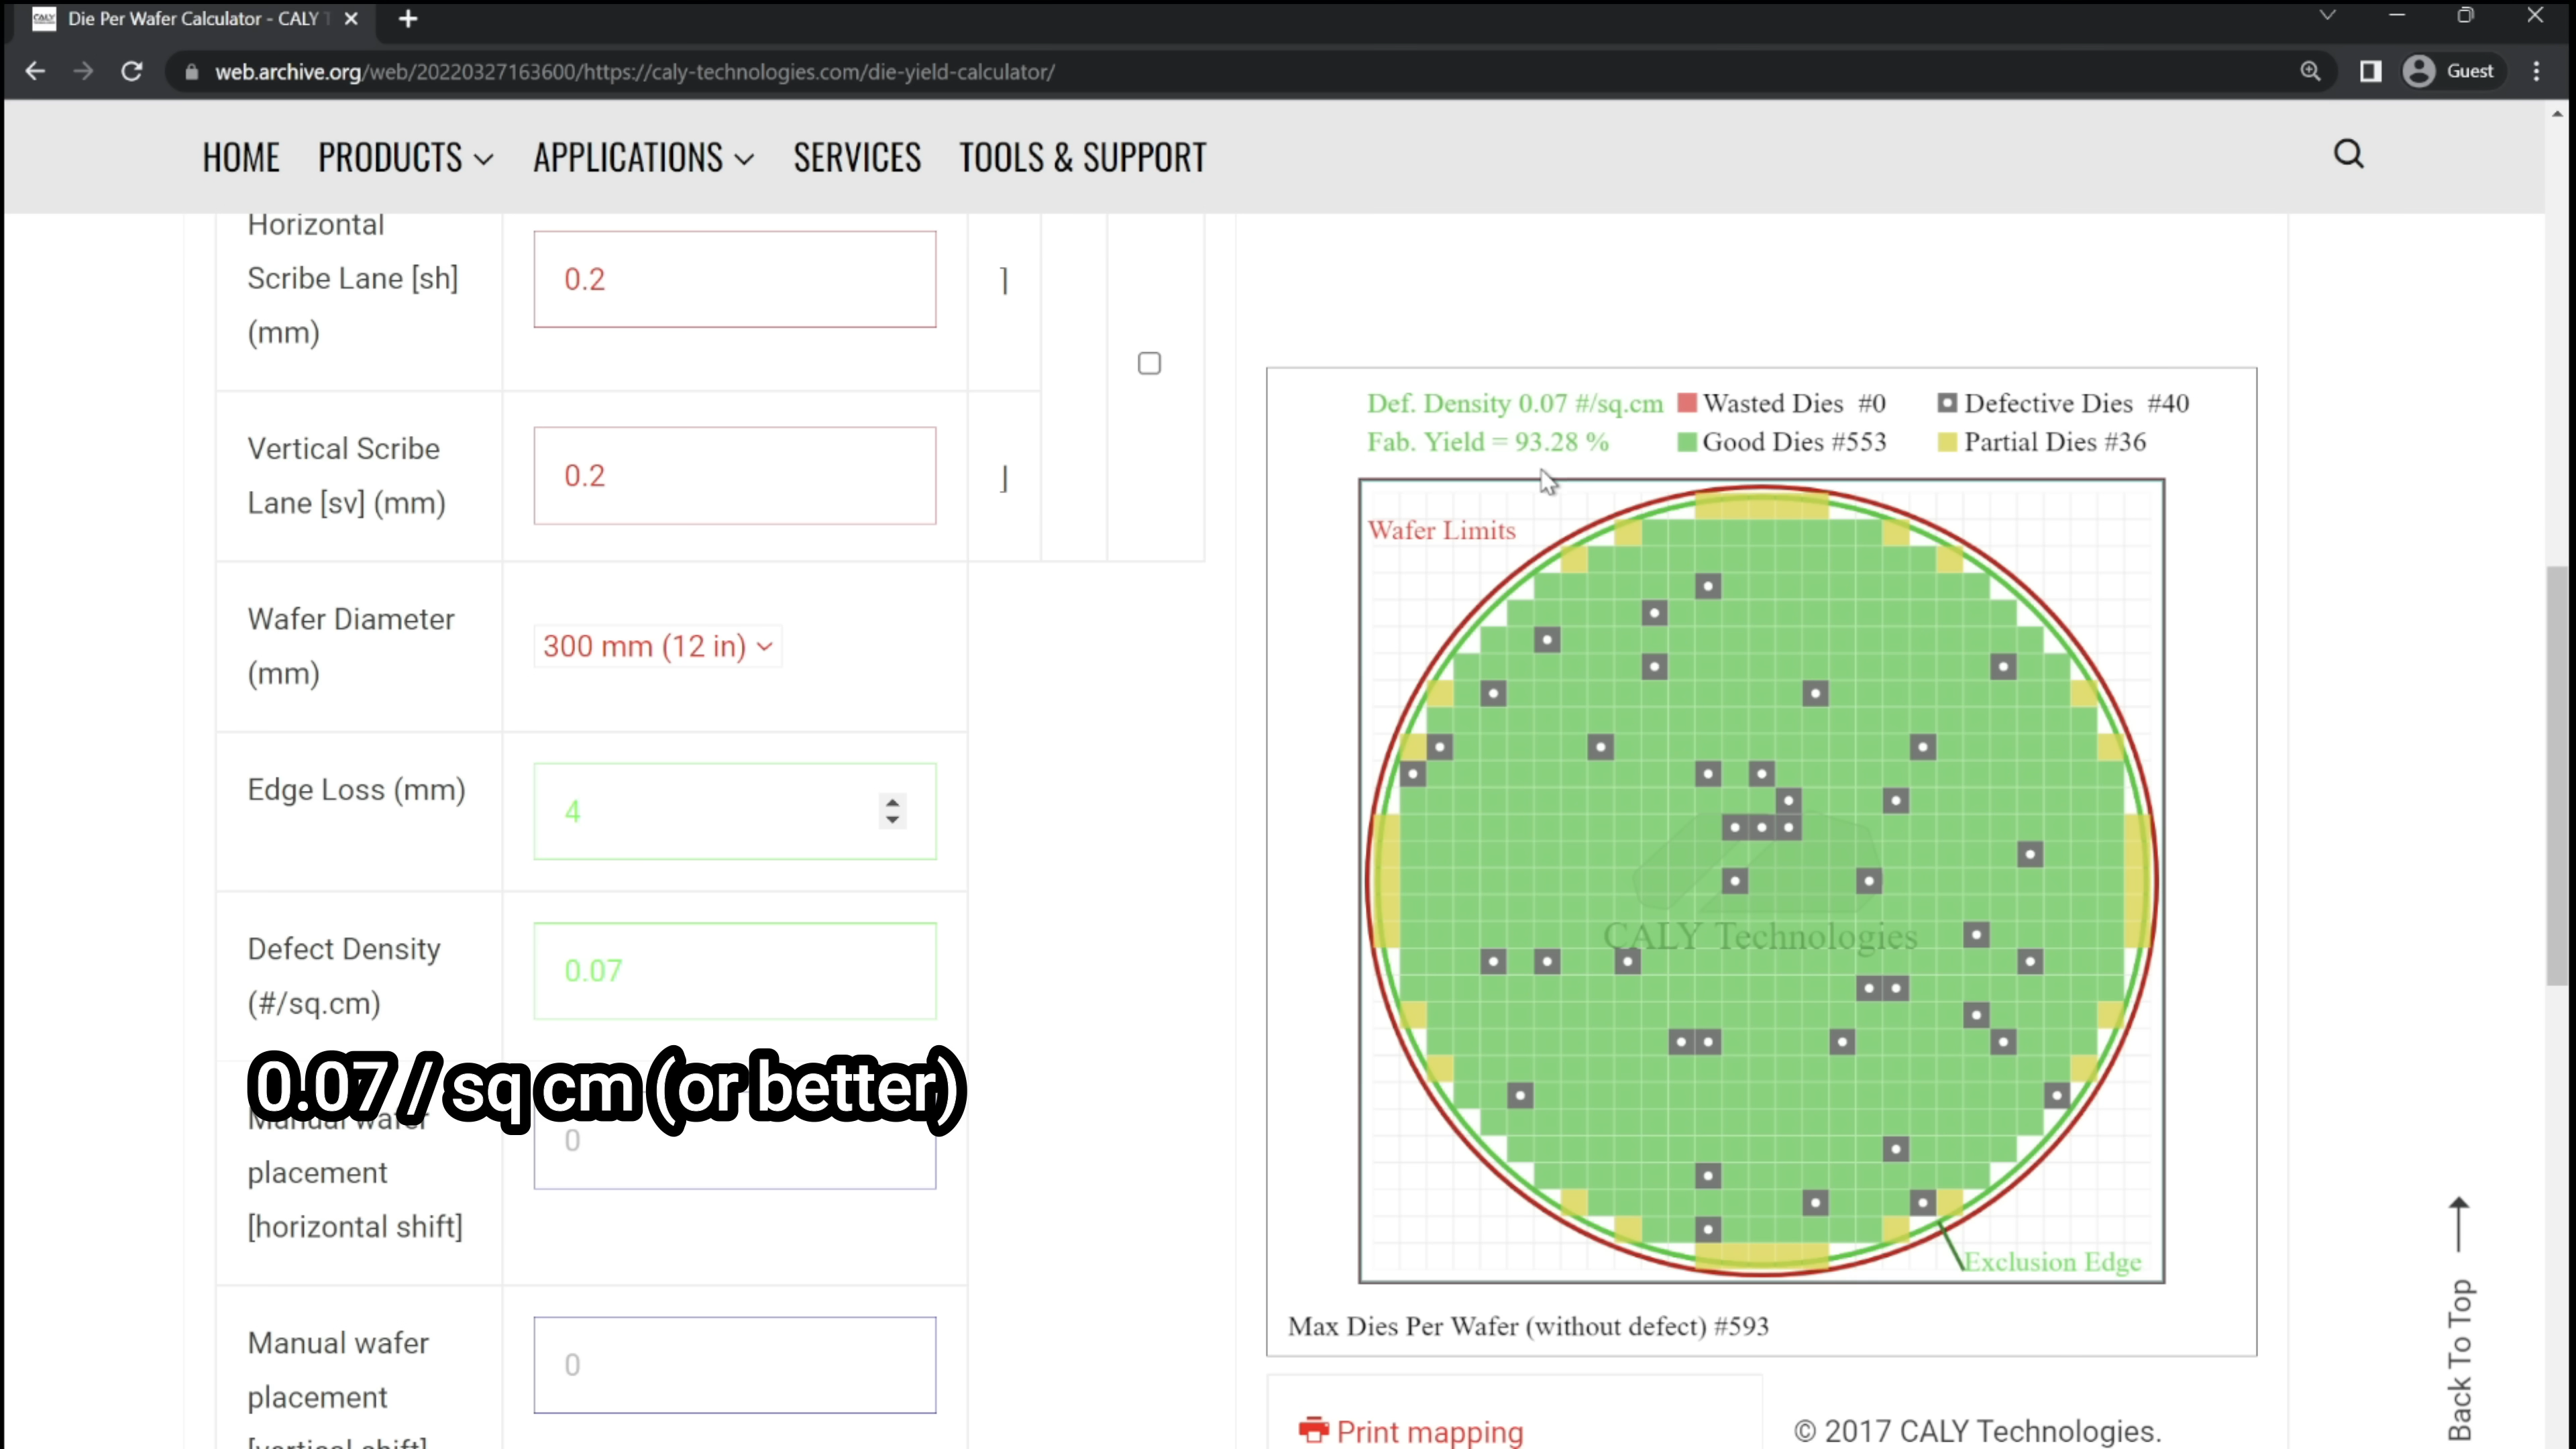 Die Per Wafer Calculator - CALY T
web.archive.org/web/20220327163600/https://caly-technologies.com/die-yield-calculator/
Guest
HOME PRODUCTS APPLICATIONS SERVICES TOOLS & SUPPORT
Horizontal
Scribe Lane [sh]
(mm)
0.2
]
Vertical Scribe
Lane [sv] (mm)
0.2
]
Wafer Diameter
(mm)
300 mm (12 in)
Edge Loss (mm)
4
Defect Density
(#/sq.cm)
0.07
0.07 / sq cm (or better)
Manual wafer
placement
[horizontal shift]
0
Manual wafer
placement
[vertical shift]
0
Def. Density 0.07 #/sq.cm
Wasted Dies #0
Defective Dies #40
Fab. Yield = 93.28 %
Good Dies #553
Partial Dies #36
Wafer Limits
CALY Technologies
Exclusion Edge
Max Dies Per Wafer (without defect) #593
Print mapping
© 2017 CALY Technologies.
Back To Top